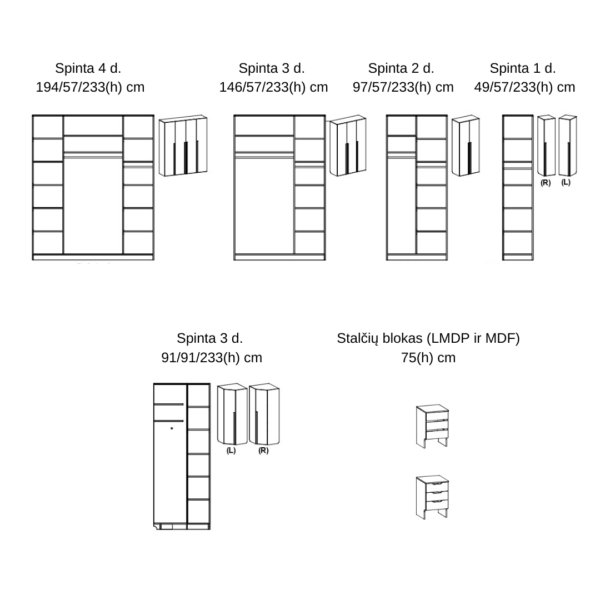 Spinta 4 d.
194/57/233(h) cm
Spinta 3 d.
146/57/233(h) cm
Spinta 2 d.
97/57/233(h) cm
Spinta 1 d.
49/57/233(h) cm
(R)
(L)
Spinta 3 d.
91/91/233(h) cm
(L)
(R)
Stalčių blokas (LMDP ir MDF)
75(h) cm